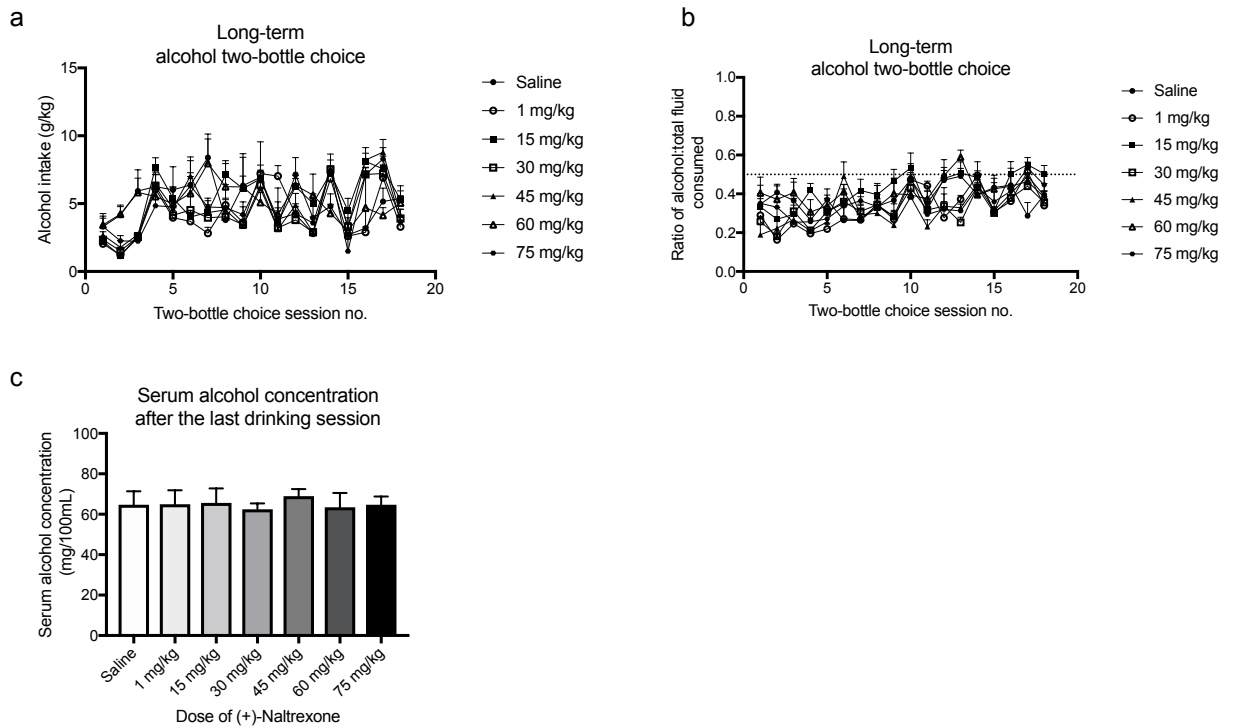 a
Long-term
alcohol two-bottle choice
Alcohol intake (g/kg)
15
10
5
0
0
5
10
15
20
Two-bottle choice session no.
Saline
1 mg/kg
15 mg/kg
30 mg/kg
45 mg/kg
60 mg/kg
75 mg/kg
b
Long-term
alcohol two-bottle choice
Ratio of alcohol:total fluid
consumed
1.0
0.8
0.6
0.4
0.2
0.0
0
5
10
15
20
Two-bottle choice session no.
Saline
1 mg/kg
15 mg/kg
30 mg/kg
45 mg/kg
60 mg/kg
75 mg/kg
c
Serum alcohol concentration
after the last drinking session
Serum alcohol concentration
(mg/100mL)
100
80
60
40
20
0
Saline
1 mg/kg
15 mg/kg
30 mg/kg
45 mg/kg
60 mg/kg
75 mg/kg
Dose of (+)-Naltrexone